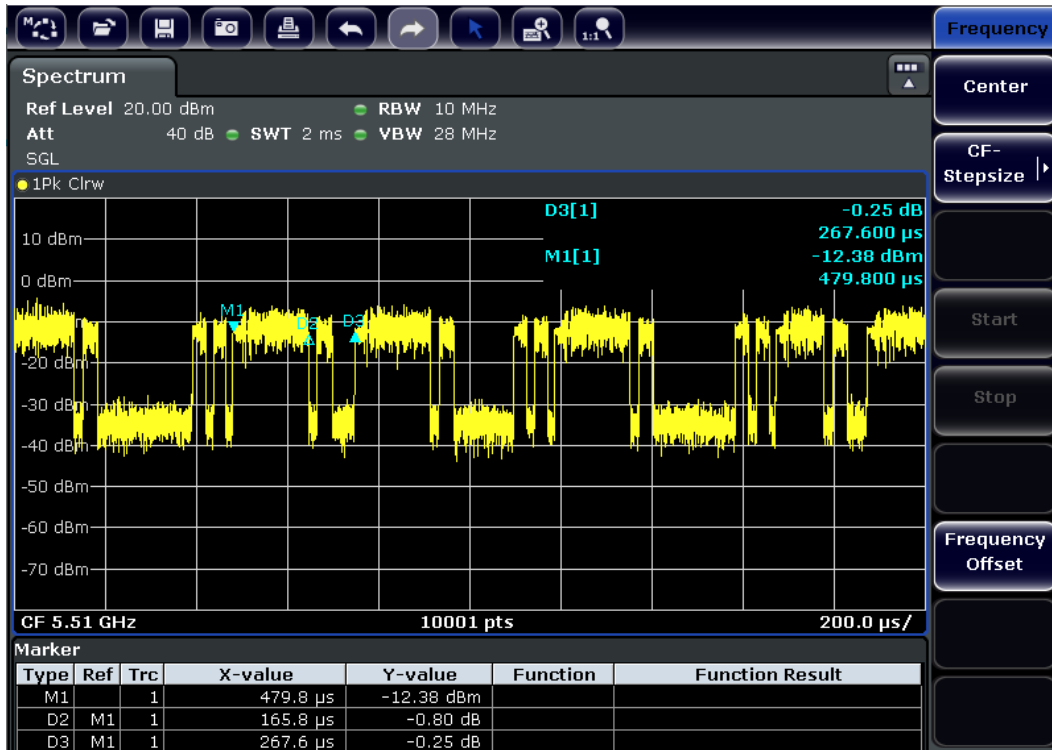 Frequency
Spectrum
Ref Level 20.00 dBm RBW 10 MHz
Att 40 dB SWT 2 ms VBW 28 MHz
SGL
1Pk Clrw
D3[1] -0.25 dB
267.600 µs
M1[1] -12.38 dBm
479.800 µs
10 dBm
0 dBm
M1
D2
D3
-20 dBm
-30 dBm
-40 dBm
-50 dBm
-60 dBm
-70 dBm
CF 5.51 GHz 10001 pts 200.0 µs/
Marker
Type Ref Trc X-value Y-value Function Function Result
M1 1 479.8 µs -12.38 dBm
D2 M1 1 165.8 µs -0.80 dB
D3 M1 1 267.6 µs -0.25 dB
Center
CF-
Stepsize
Start
Stop
Frequency
Offset
1:1